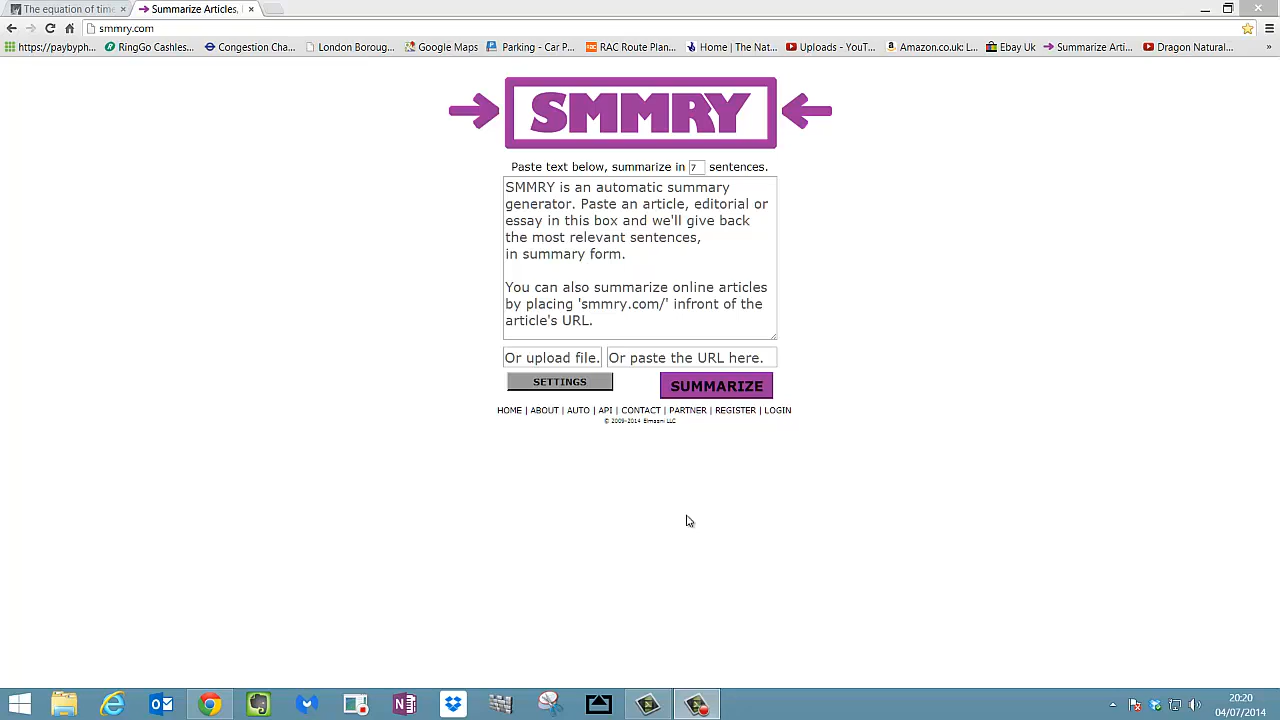 The equation of time
Summarize Articles,
smmry.com
https://paybyphn...
RingGo Cashless...
Congestion Cha...
London Boroug...
Google Maps
Parking - Car P...
RAC Route Plan...
Home | The Nat...
Uploads - YouT...
Amazon.co.uk: L...
Ebay Uk
Summarize Arti...
Dragon Natural...
»
SMMRY
Paste text below, summarize in 7 sentences.
SMMRY is an automatic summary
generator. Paste an article, editorial or
essay in this box and we'll give back
the most relevant sentences,
in summary form.
You can also summarize online articles
by placing 'smmry.com/' infront of the
article's URL.
Or upload file. Or paste the URL here.
SETTINGS SUMMARIZE
HOME | ABOUT | AUTO | API | CONTACT | PARTNER | REGISTER | LOGIN
© 2009-2014 Elmaani LLC
20:20
04/07/2014